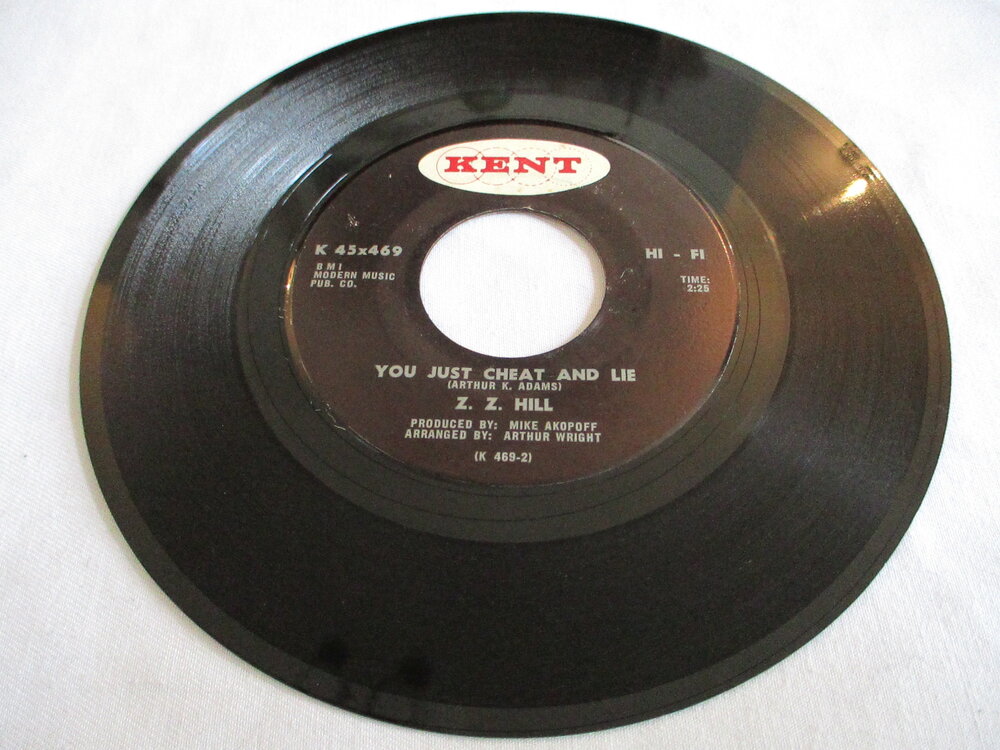 KENT
K 45x469
BMI
MODERN MUSIC
PUB. CO.
HI - FI
TIME:
2:25
YOU JUST CHEAT AND LIE
(ARTHUR K. ADAMS)
Z. Z. HILL
PRODUCED BY: MIKE AKOPOFF
ARRANGED BY: ARTHUR WRIGHT
(K 469-2)